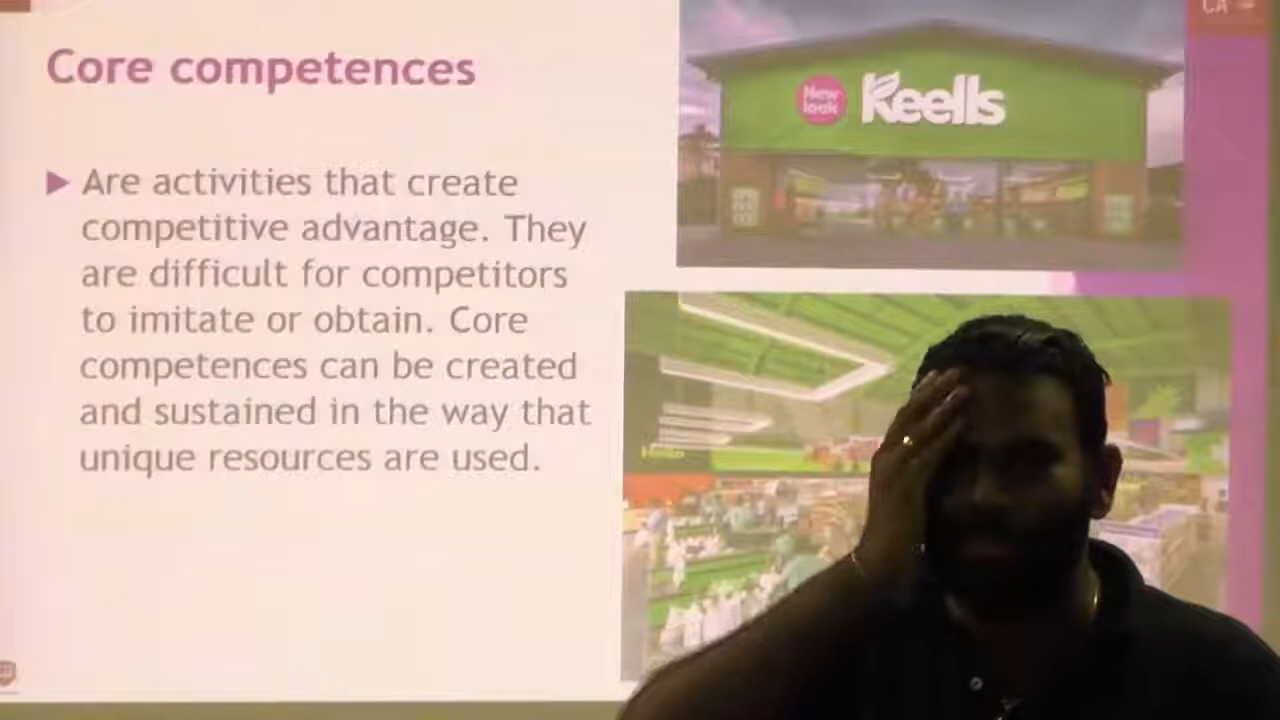 CA
Core competences
New
look
Keells
Are activities that create
competitive advantage. They
are difficult for competitors
to imitate or obtain. Core
competences can be created
and sustained in the way that
unique resources are used.